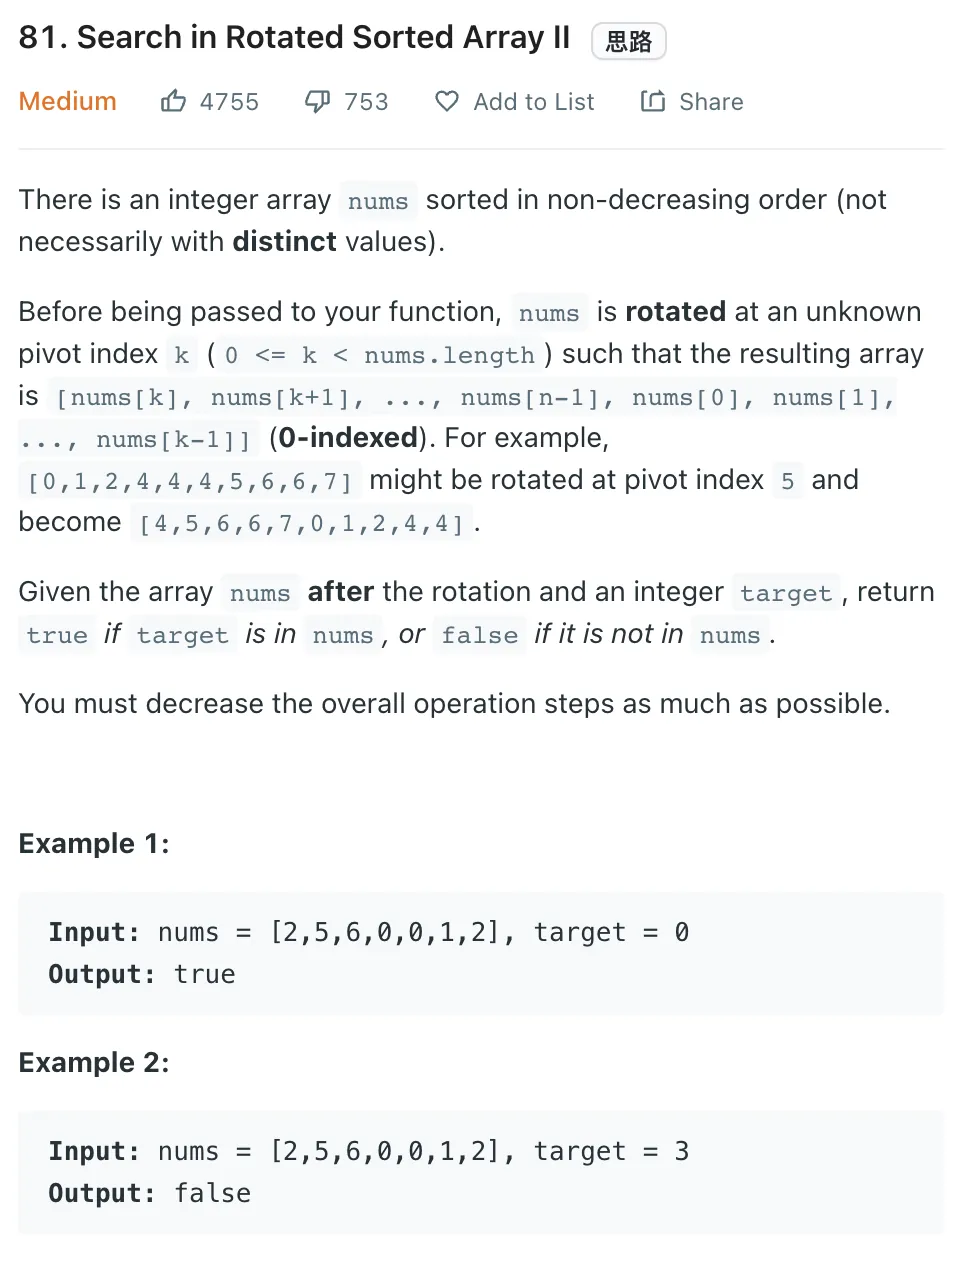 81. Search in Rotated Sorted Array II 思路
Medium 4755 753 Add to List Share
There is an integer array nums sorted in non-decreasing order (not
necessarily with distinct values).
Before being passed to your function, nums is rotated at an unknown
pivot index k ( 0 <= k < nums.length ) such that the resulting array
is [nums[k], nums[k+1], ..., nums[n-1], nums[0], nums[1],
..., nums[k-1]] (0-indexed). For example,
[0,1,2,4,4,4,5,6,6,7] might be rotated at pivot index 5 and
become [4,5,6,6,7,0,1,2,4,4].
Given the array nums after the rotation and an integer target, return
true if target is in nums, or false if it is not in nums.
You must decrease the overall operation steps as much as possible.
Example 1:
Input: nums = [2,5,6,0,0,1,2], target = 0
Output: true
Example 2:
Input: nums = [2,5,6,0,0,1,2], target = 3
Output: false